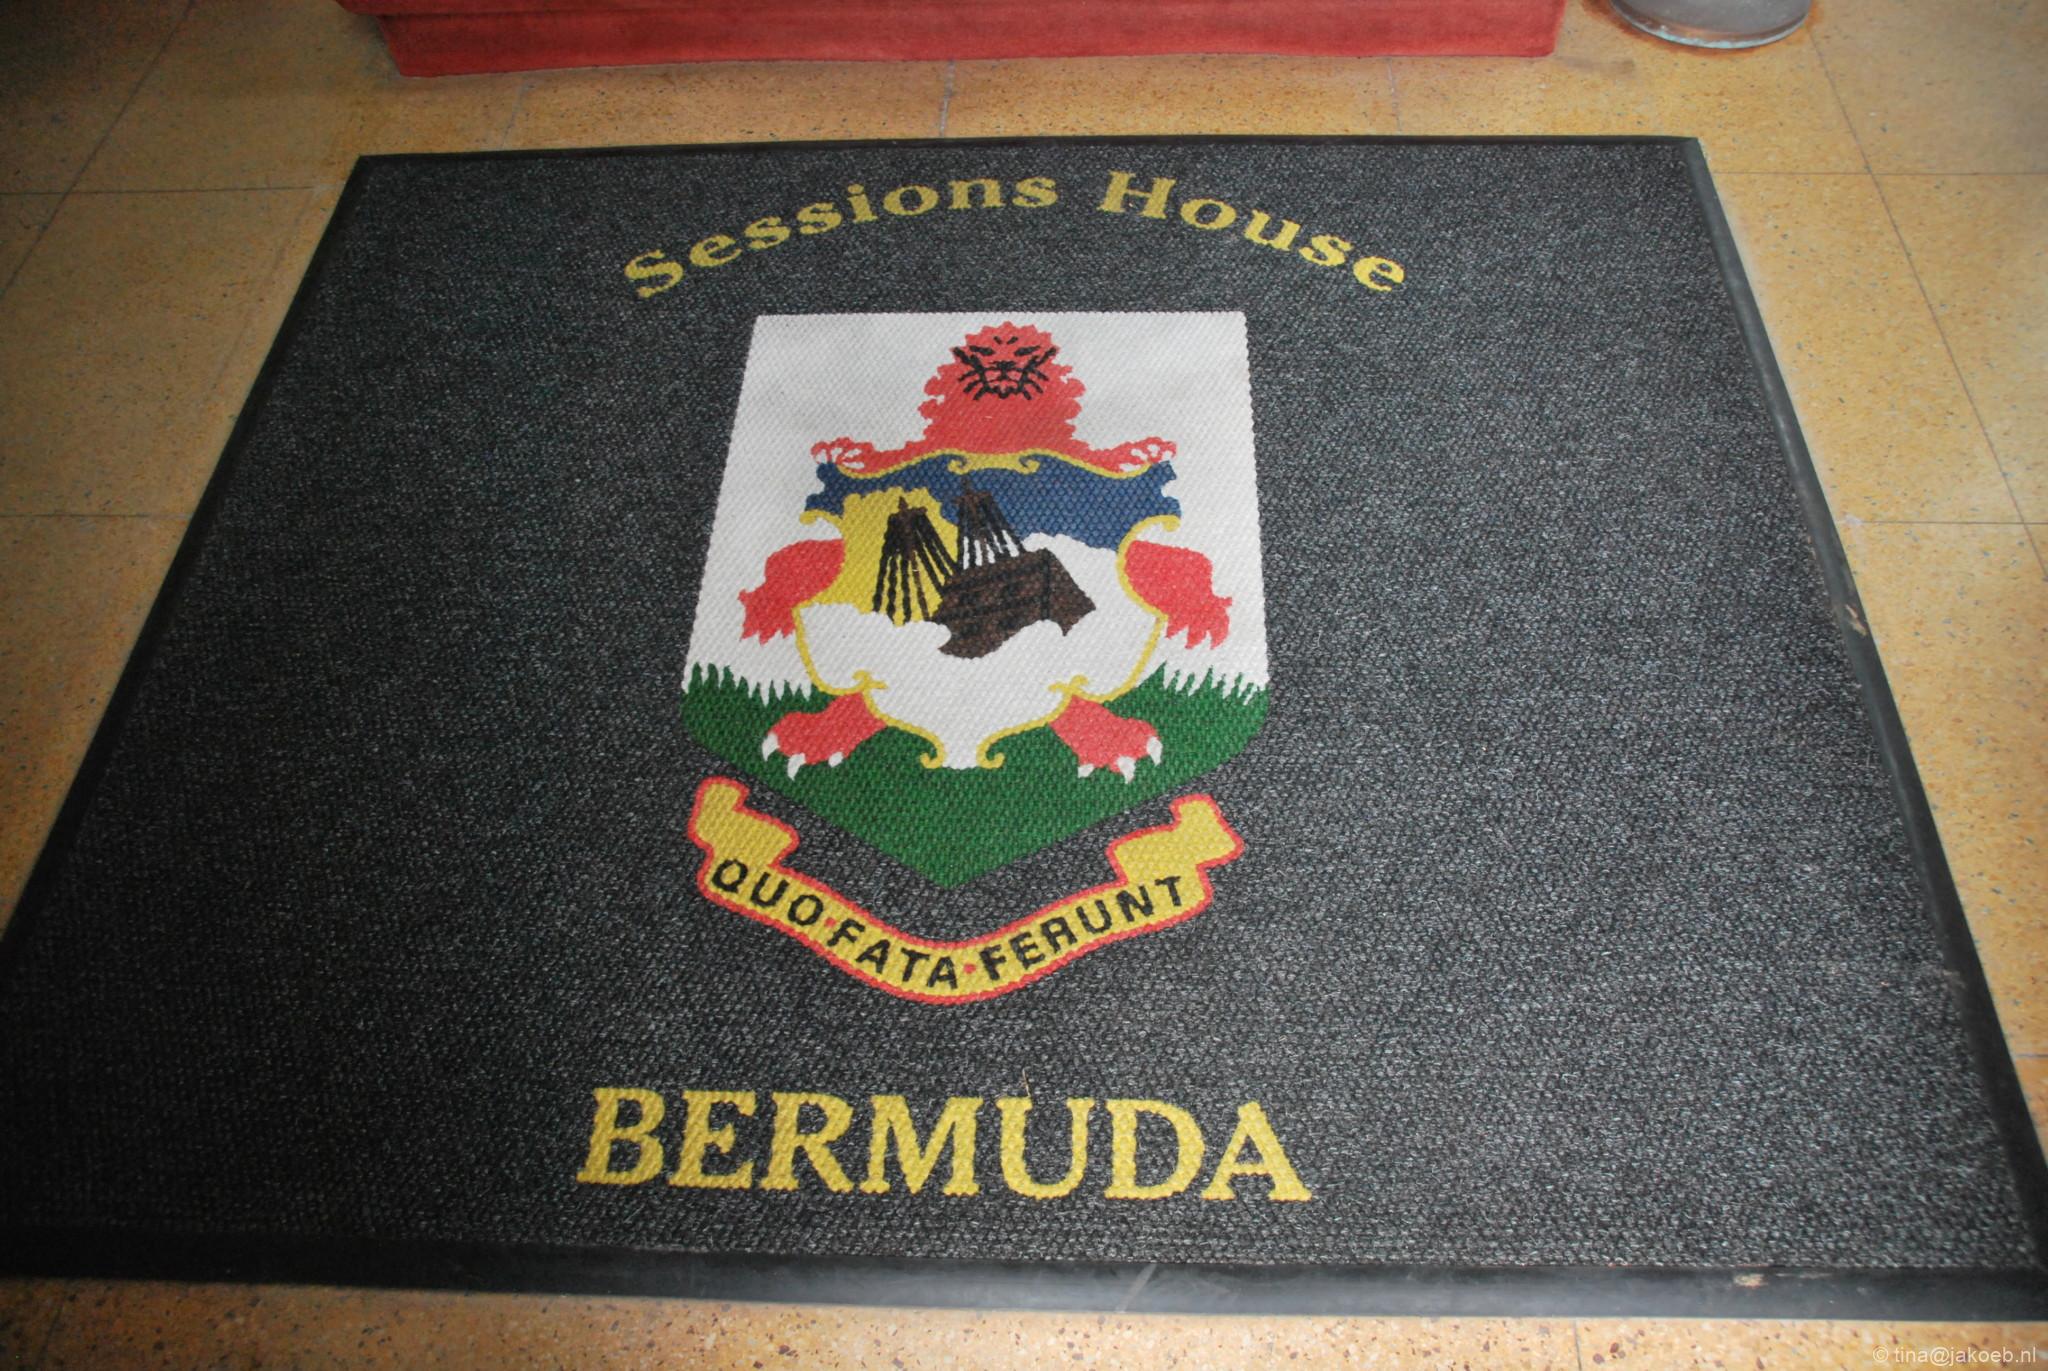 Sessions House
QUO·FATA·FERUNT
BERMUDA
© tina@jakoeb.nl